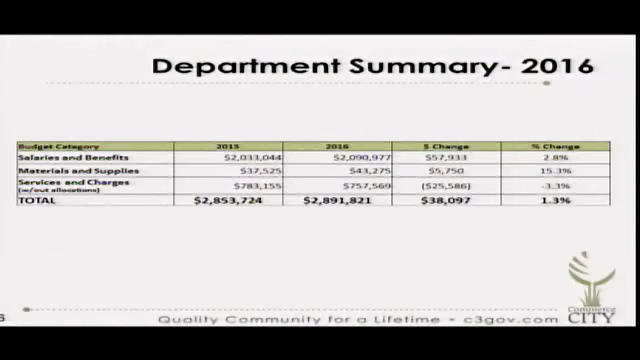 Department Summary- 2016
Budget Category 2015 2016 $ Change % Change
Salaries and Benefits $2,033,044 $2,090,977 $57,933 2.8%
Materials and Supplies $37,525 $43,275 $5,750 15.3%
Services and Charges
(w/out allocations) $783,155 $757,569 ($25,586) -3.3%
TOTAL $2,853,724 $2,891,821 $38,097 1.3%
Commerce
CITY
Quality Community for a Lifetime - c3gov.com